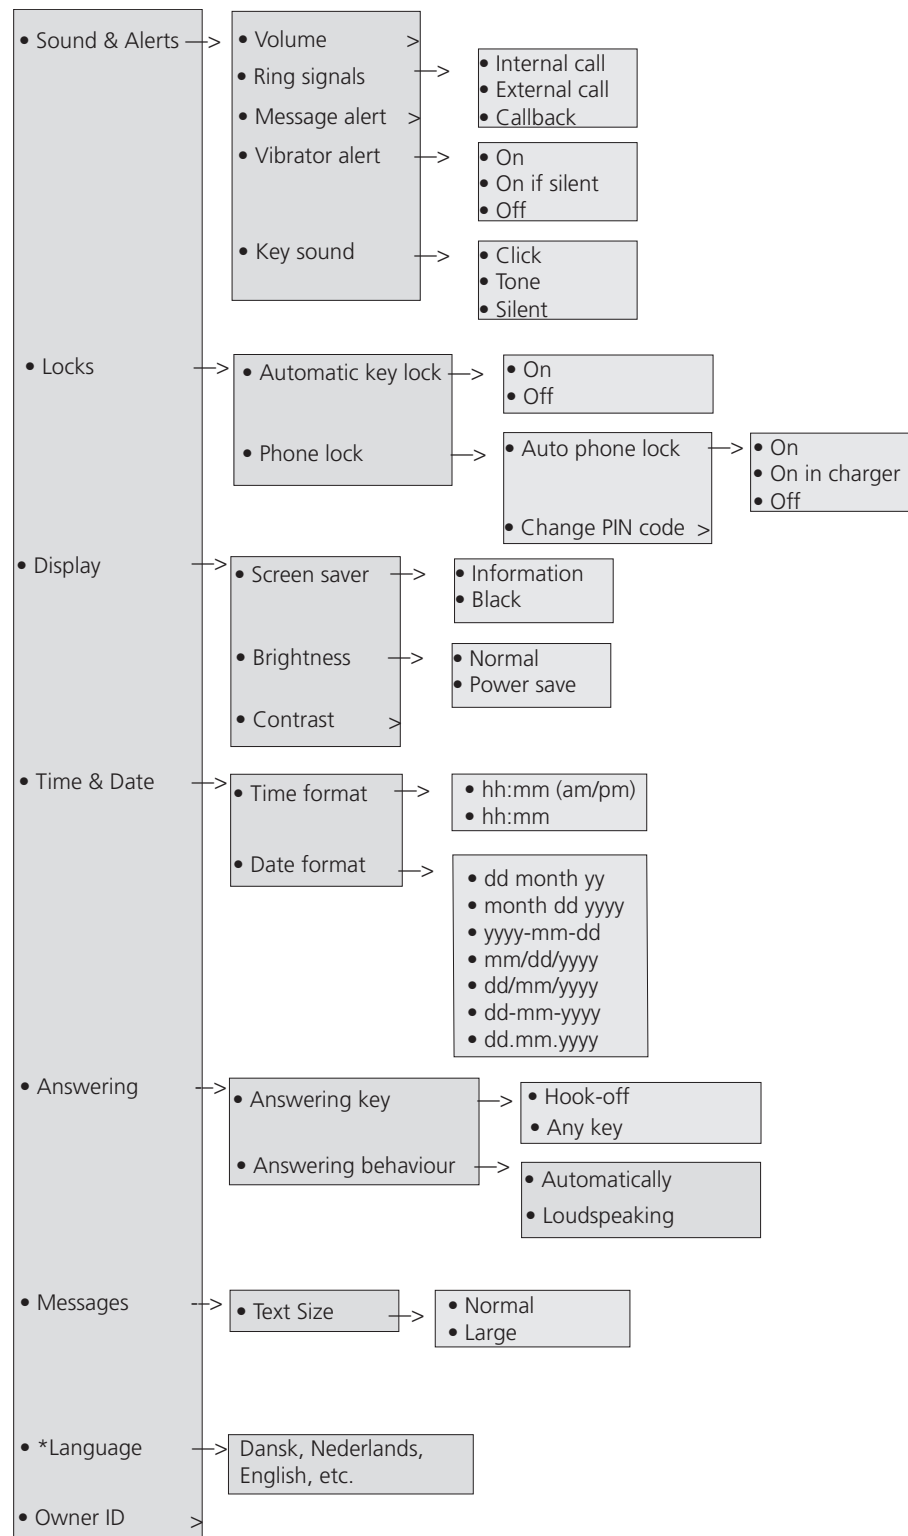 • Sound & Alerts —>
• Volume >
• Ring signals —>
• Internal call
• External call
• Callback
• Message alert >
• Vibrator alert —>
• On
• On if silent
• Off
• Key sound —>
• Click
• Tone
• Silent
• Locks —>
• Automatic key lock —>
• On
• Off
• Phone lock —>
• Auto phone lock —>
• On
• On in charger
• Off
• Change PIN code >
• Display —>
• Screen saver —>
• Information
• Black
• Brightness —>
• Normal
• Power save
• Contrast >
• Time & Date —>
• Time format —>
• hh:mm (am/pm)
• hh:mm
• Date format —>
• dd month yy
• month dd yyyy
• yyyy-mm-dd
• mm/dd/yyyy
• dd/mm/yyyy
• dd-mm-yyyy
• dd.mm.yyyy
• Answering —>
• Answering key —>
• Hook-off
• Any key
• Answering behaviour —>
• Automatically
• Loudspeaking
• Messages —>
• Text Size —>
• Normal
• Large
• *Language —>
Dansk, Nederlands,
English, etc.
• Owner ID >